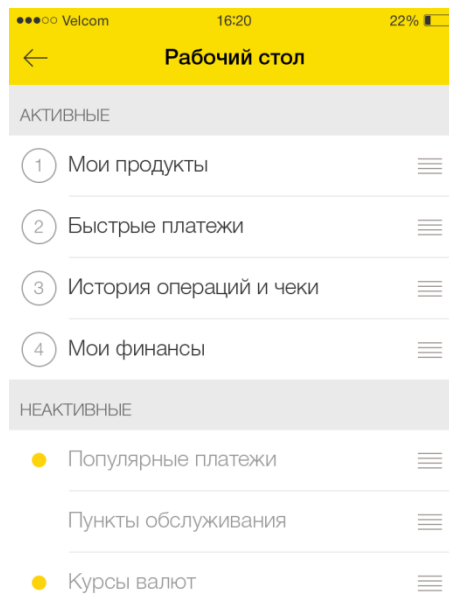 Velcom 16:20 22%
Рабочий стол
АКТИВНЫЕ
1 Мои продукты
2 Быстрые платежи
3 История операций и чеки
4 Мои финансы
НЕАКТИВНЫЕ
Популярные платежи
Пункты обслуживания
Курсы валют